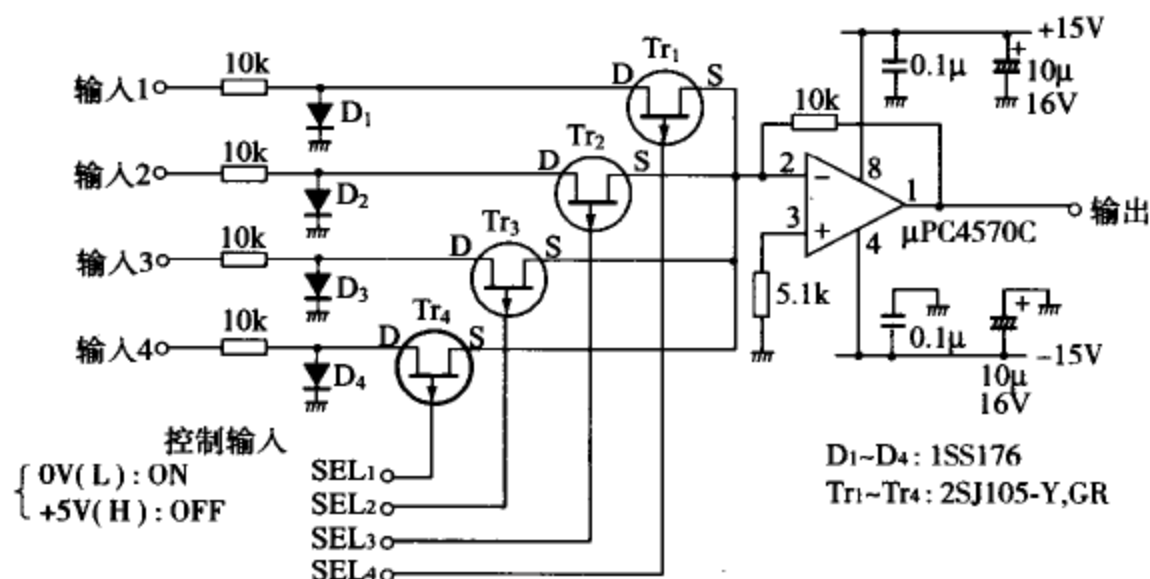 +15V
Tr₁
10k
D
S
0.1μ
+
10μ
16V
输入1
D₁
10k
Tr₂
10k
D
S
输入2
D₂
2
−
8
1
3
+
4
μPC4570C
输出
Tr₃
10k
D
S
输入3
D₃
5.1k
Tr₄
10k
D
S
输入4
D₄
+
0.1μ
−15V
10μ
16V
控制输入
0V(L):ON
+5V(H):OFF
SEL₁
SEL₂
SEL₃
SEL₄
D₁~D₄: 1SS176
Tr₁~Tr₄: 2SJ105-Y,GR